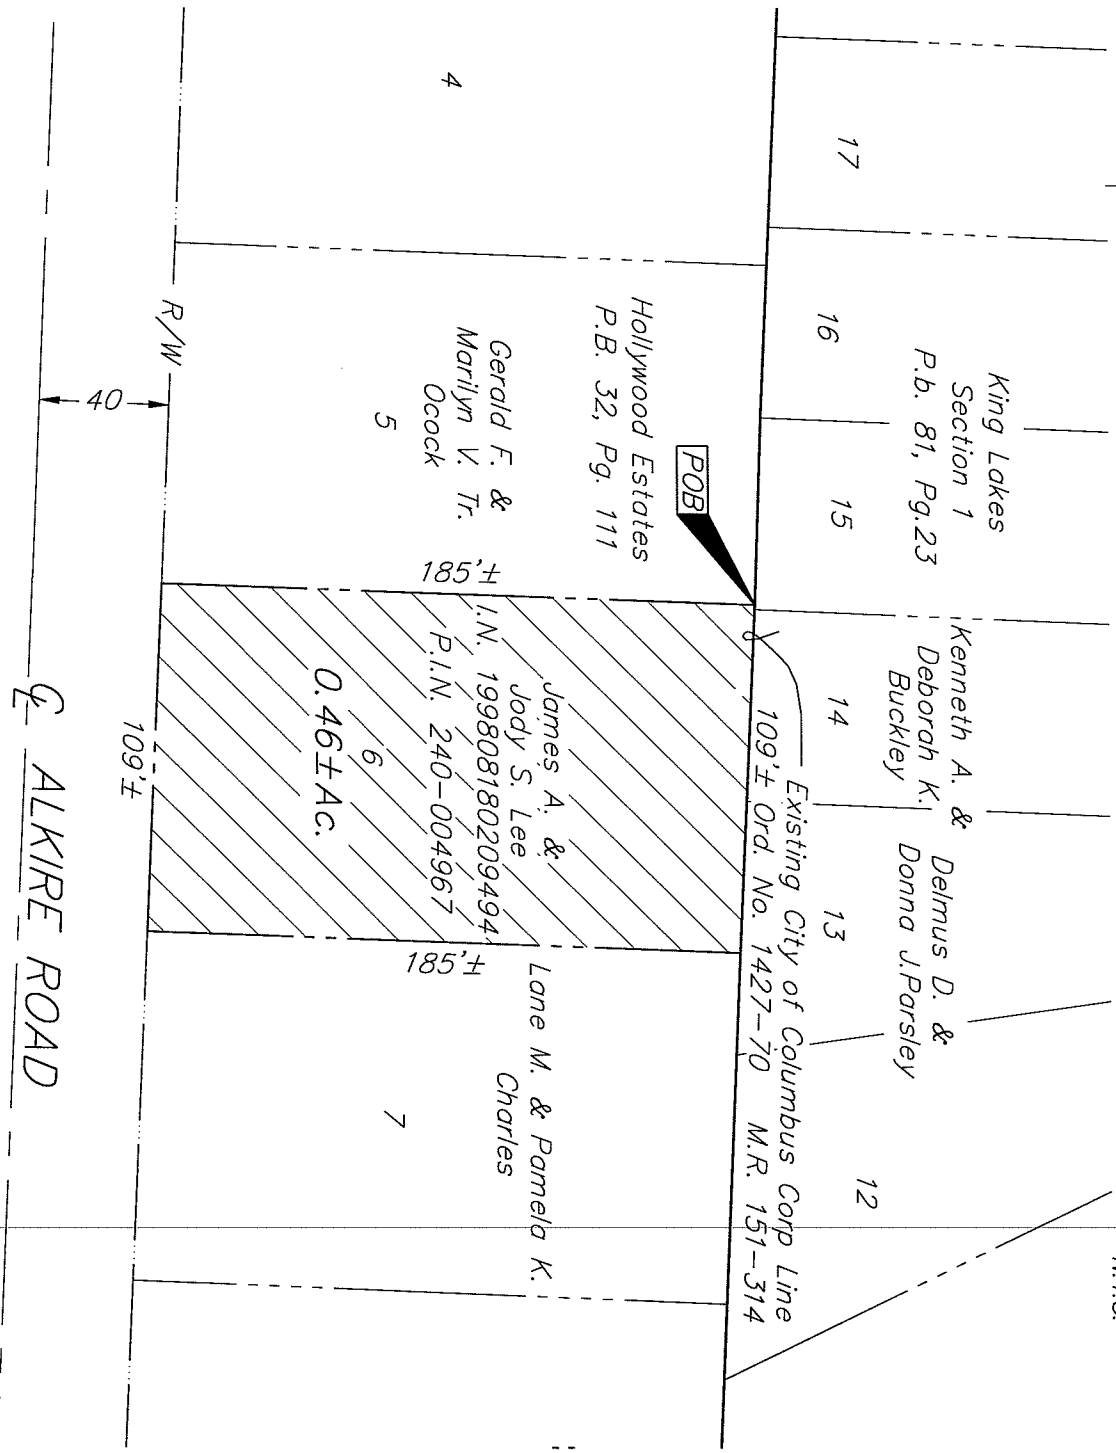 King Lakes
Section 1
P.b. 81, Pg.23
17
16
15
14
13
12
Kenneth A. &
Deborah K.
Buckley
Delmus D. &
Donna J.Parsley
Existing City of Columbus Corp Line
109'± Ord. No. 1427-70 M.R. 151-314
POB
Hollywood Estates
P.B. 32, Pg. 111
4
Gerald F. &
Marilyn V. Tr.
Ocock
5
185'±
James A. &
Jody S. Lee
I.N. 199808180209494
P.I.N. 240-004967
6
0.46±Ac.
185'±
Lane M. & Pamela K.
Charles
7
R/W
40
109'±
℄ ALKIRE ROAD